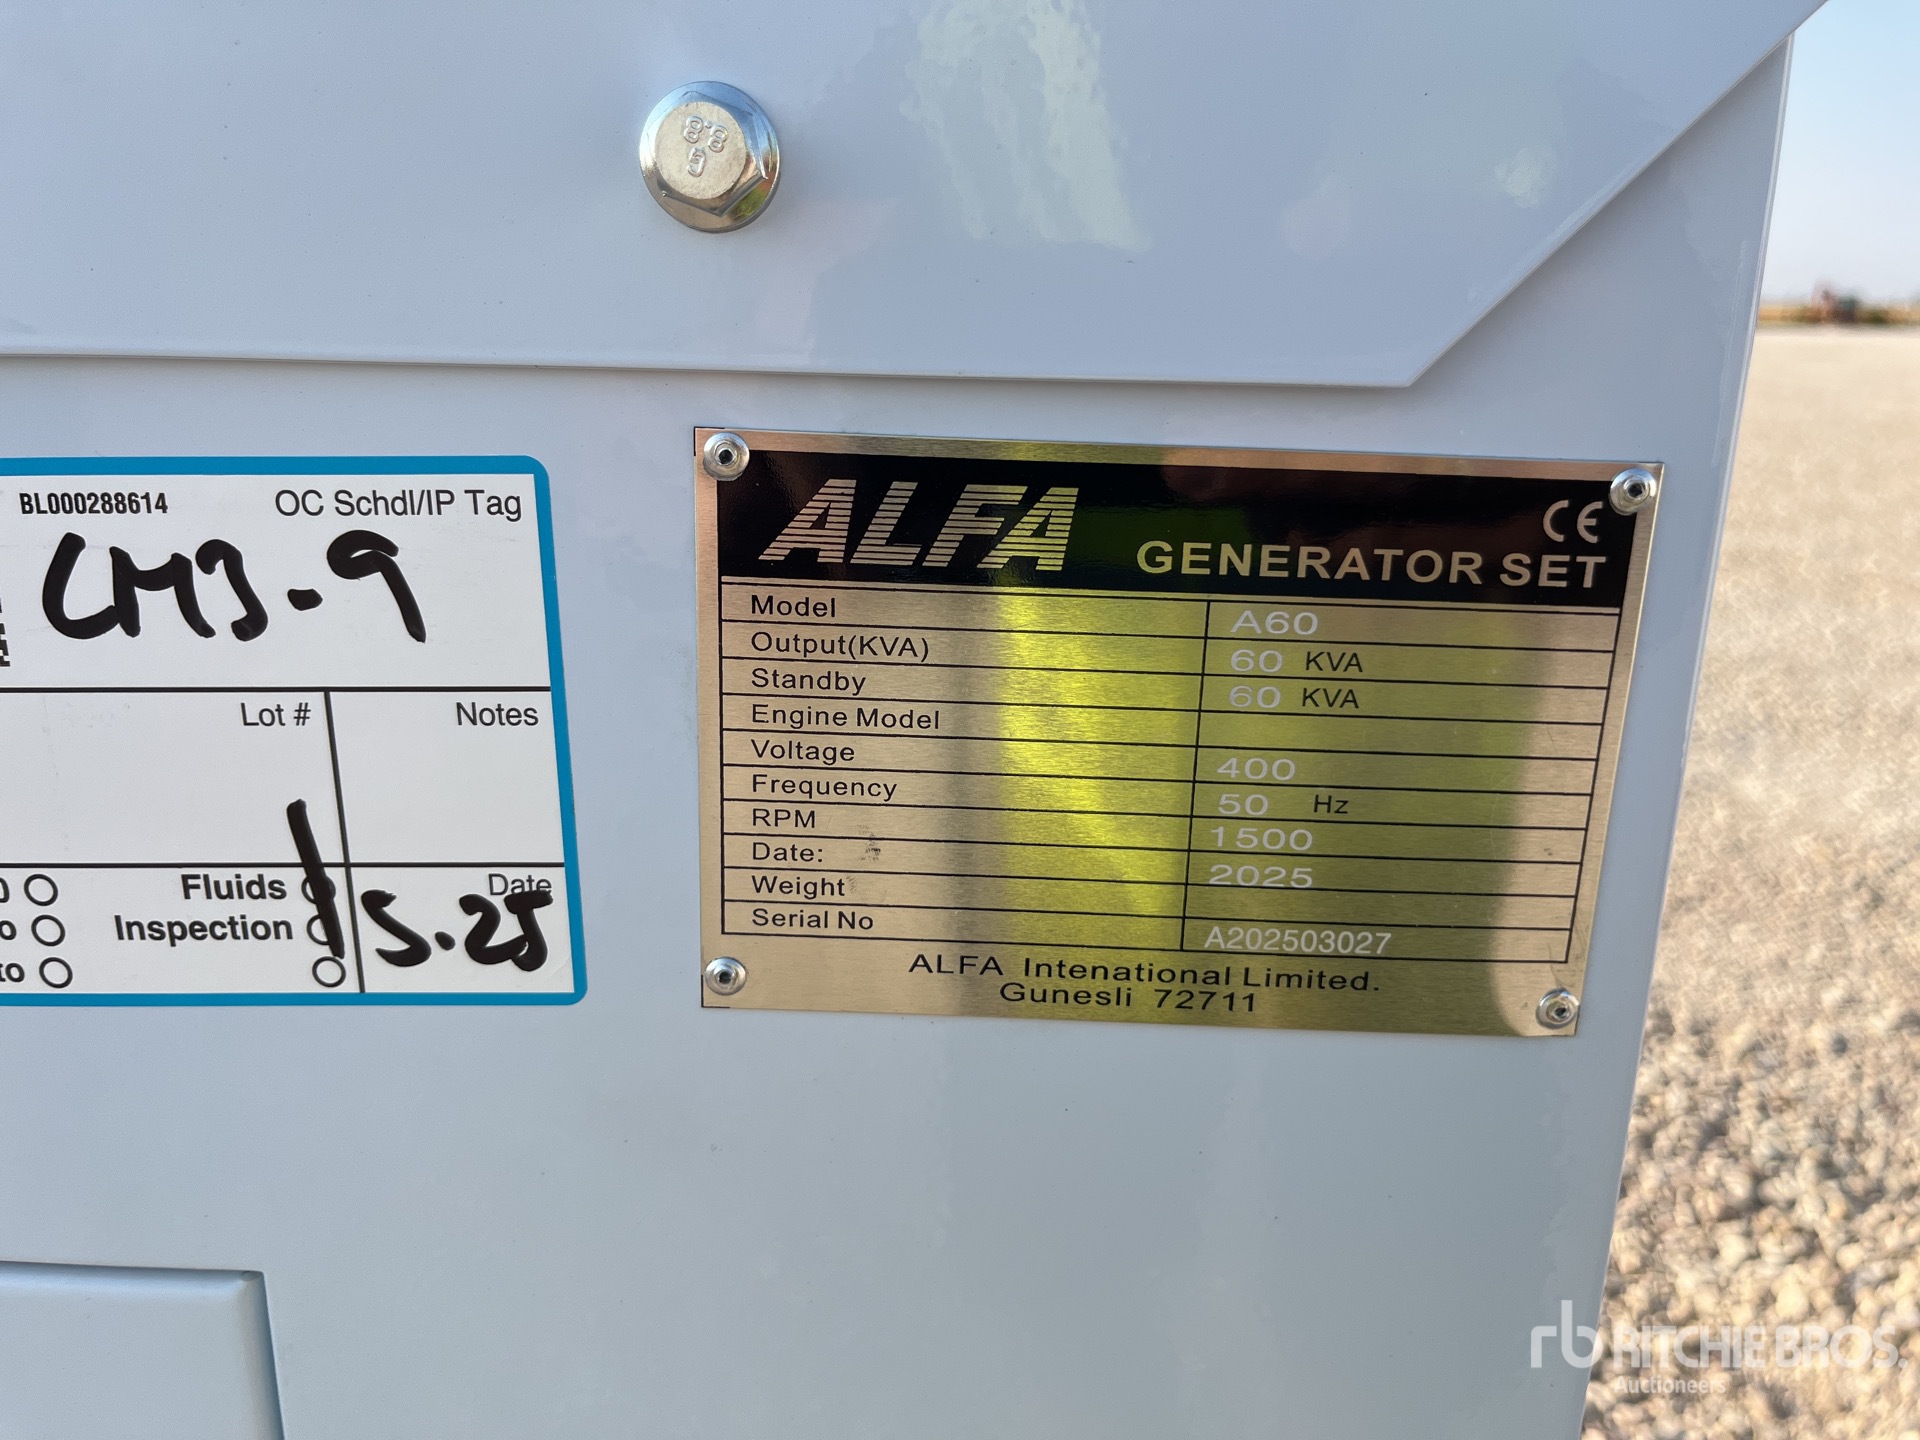 8.8
BL000288614 OC Schdl/IP Tag
CM3.9
Lot # Notes
Fluids Date
Inspection 5.25
ALFA CE
GENERATOR SET
Model A60
Output(KVA) 60 KVA
Standby 60 KVA
Engine Model
Voltage 400
Frequency 50 Hz
RPM 1500
Date: 2025
Weight
Serial No A202503027
ALFA Intenational Limited.
Gunesli 72711
rb RITCHIE BROS.
Auctioneers